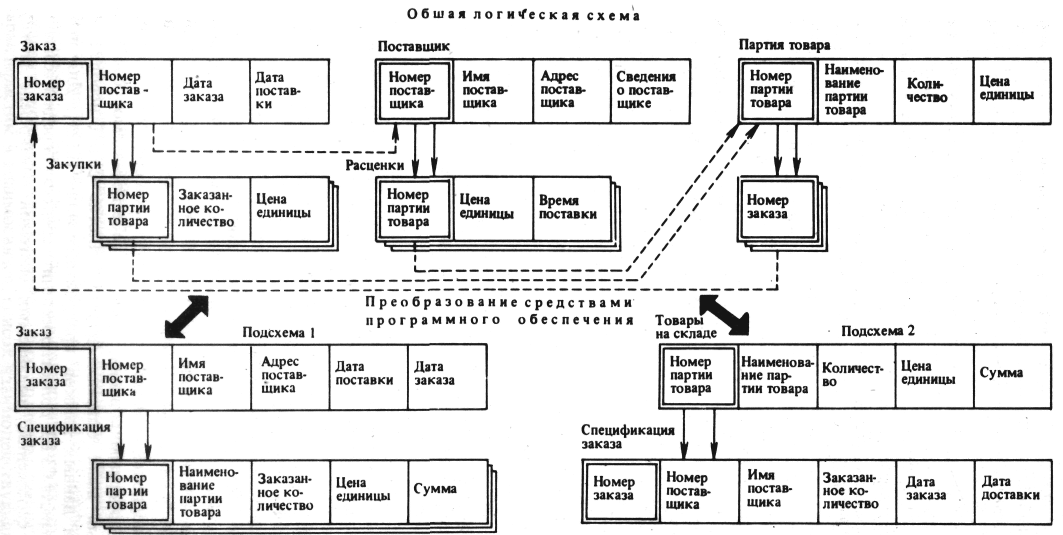 Обшая логическая схема
Заказ
Номер
заказа
Номер
постав-
щика
Дата
заказа
Дата
постав-
ки
Поставщик
Номер
постав-
щика
Имя
постав-
щика
Адрес
постав-
щика
Сведения
о постав-
щике
Партия товара
Номер
партии
товара
Наимено-
вание
партии
товара
Коли-
чество
Цена
единицы
Закупки
Номер
партии
товара
Заказан-
ное ко-
личество
Цена
единицы
Расценки
Номер
партии
товара
Цена
единицы
Время
поставки
Номер
заказа
Преобразование средствами
программного обеспечения
Заказ
Подсхема 1
Номер
заказа
Номер
постав-
щика
Имя
постав-
щика
Адрес
постав-
щика
Дата
поставки
Дата
заказа
Спецификация
заказа
Номер
партии
товара
Наимено-
вание
партии
товара
Заказан-
ное ко-
личество
Цена
единицы
Сумма
Товары
на складе
Подсхема 2
Номер
партии
товара
Наименова-
ние пар-
тии товара
Количест-
во
Цена
единицы
Сумма
Спецификация
заказа
Номер
заказа
Номер
постав-
щика
Имя
постав-
щика
Заказан-
ное ко-
личество
Дата
заказа
Дата
доставки